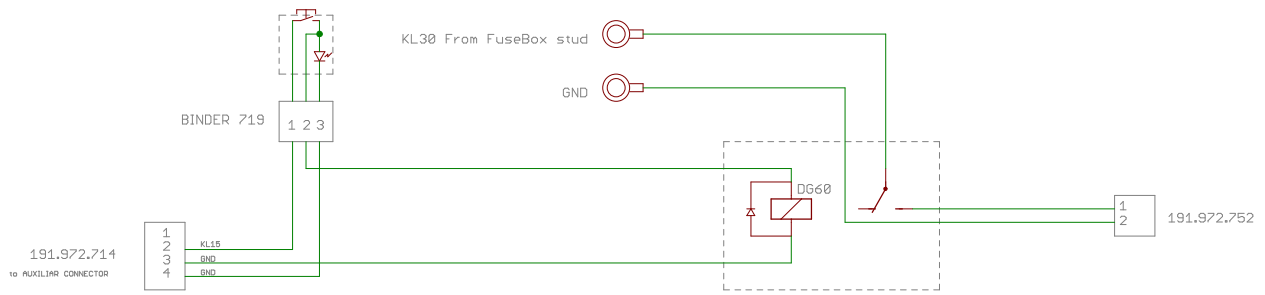 KL30 From FuseBox stud
GND
BINDER 719
1 2 3
DG60
1
2
191.972.752
191.972.714
to AUXILIAR CONNECTOR
1
2
3
4
KL15
GND
GND